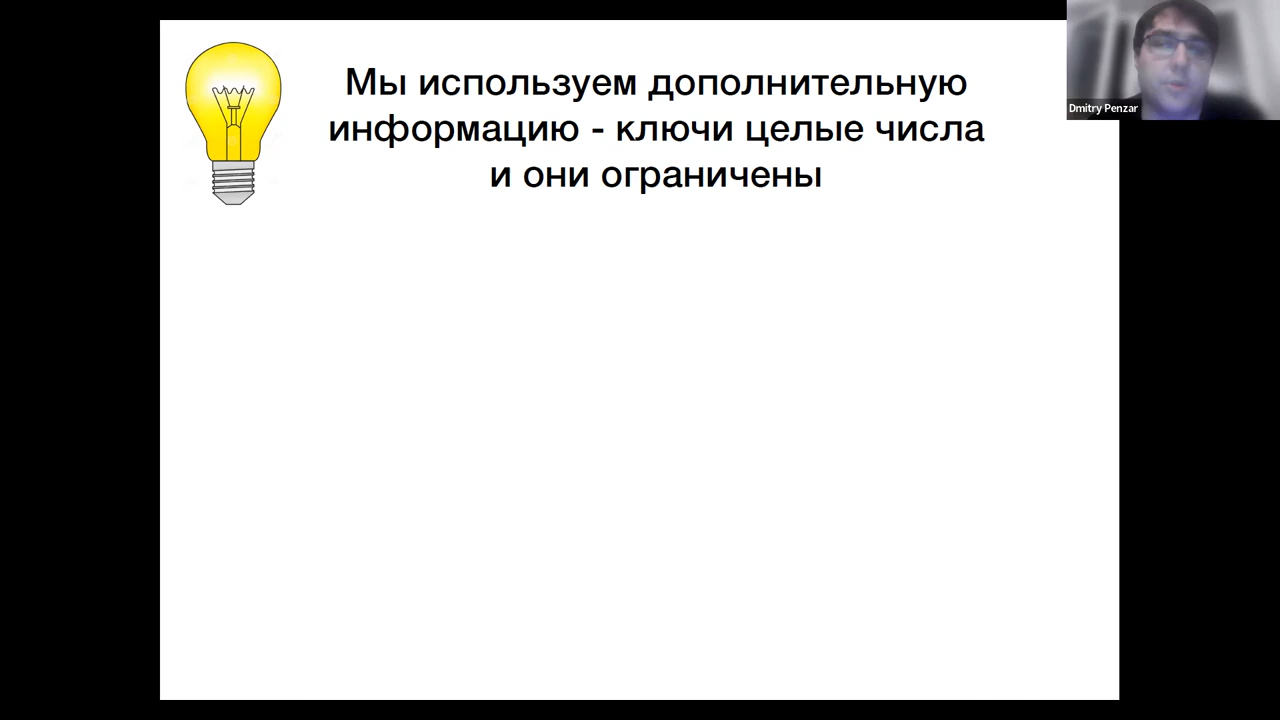 Мы используем дополнительную
информацию - ключи целые числа
и они ограничены
Dmitry Penzar